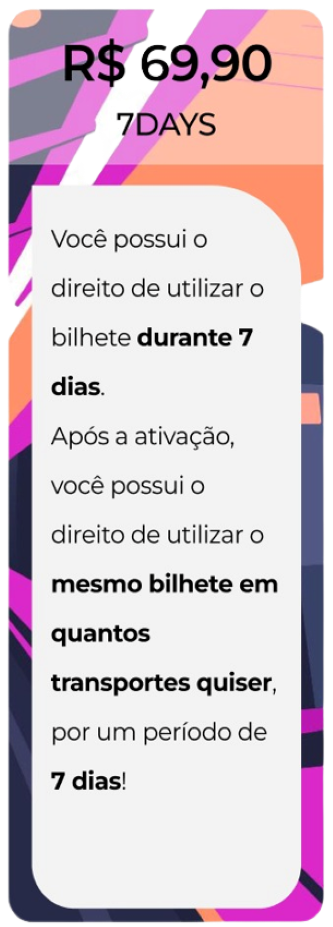 R$ 69,90
7DAYS
Você possui o
direito de utilizar o
bilhete durante 7
dias.
Após a ativação,
você possui o
direito de utilizar o
mesmo bilhete em
quantos
transportes quiser,
por um período de
7 dias!